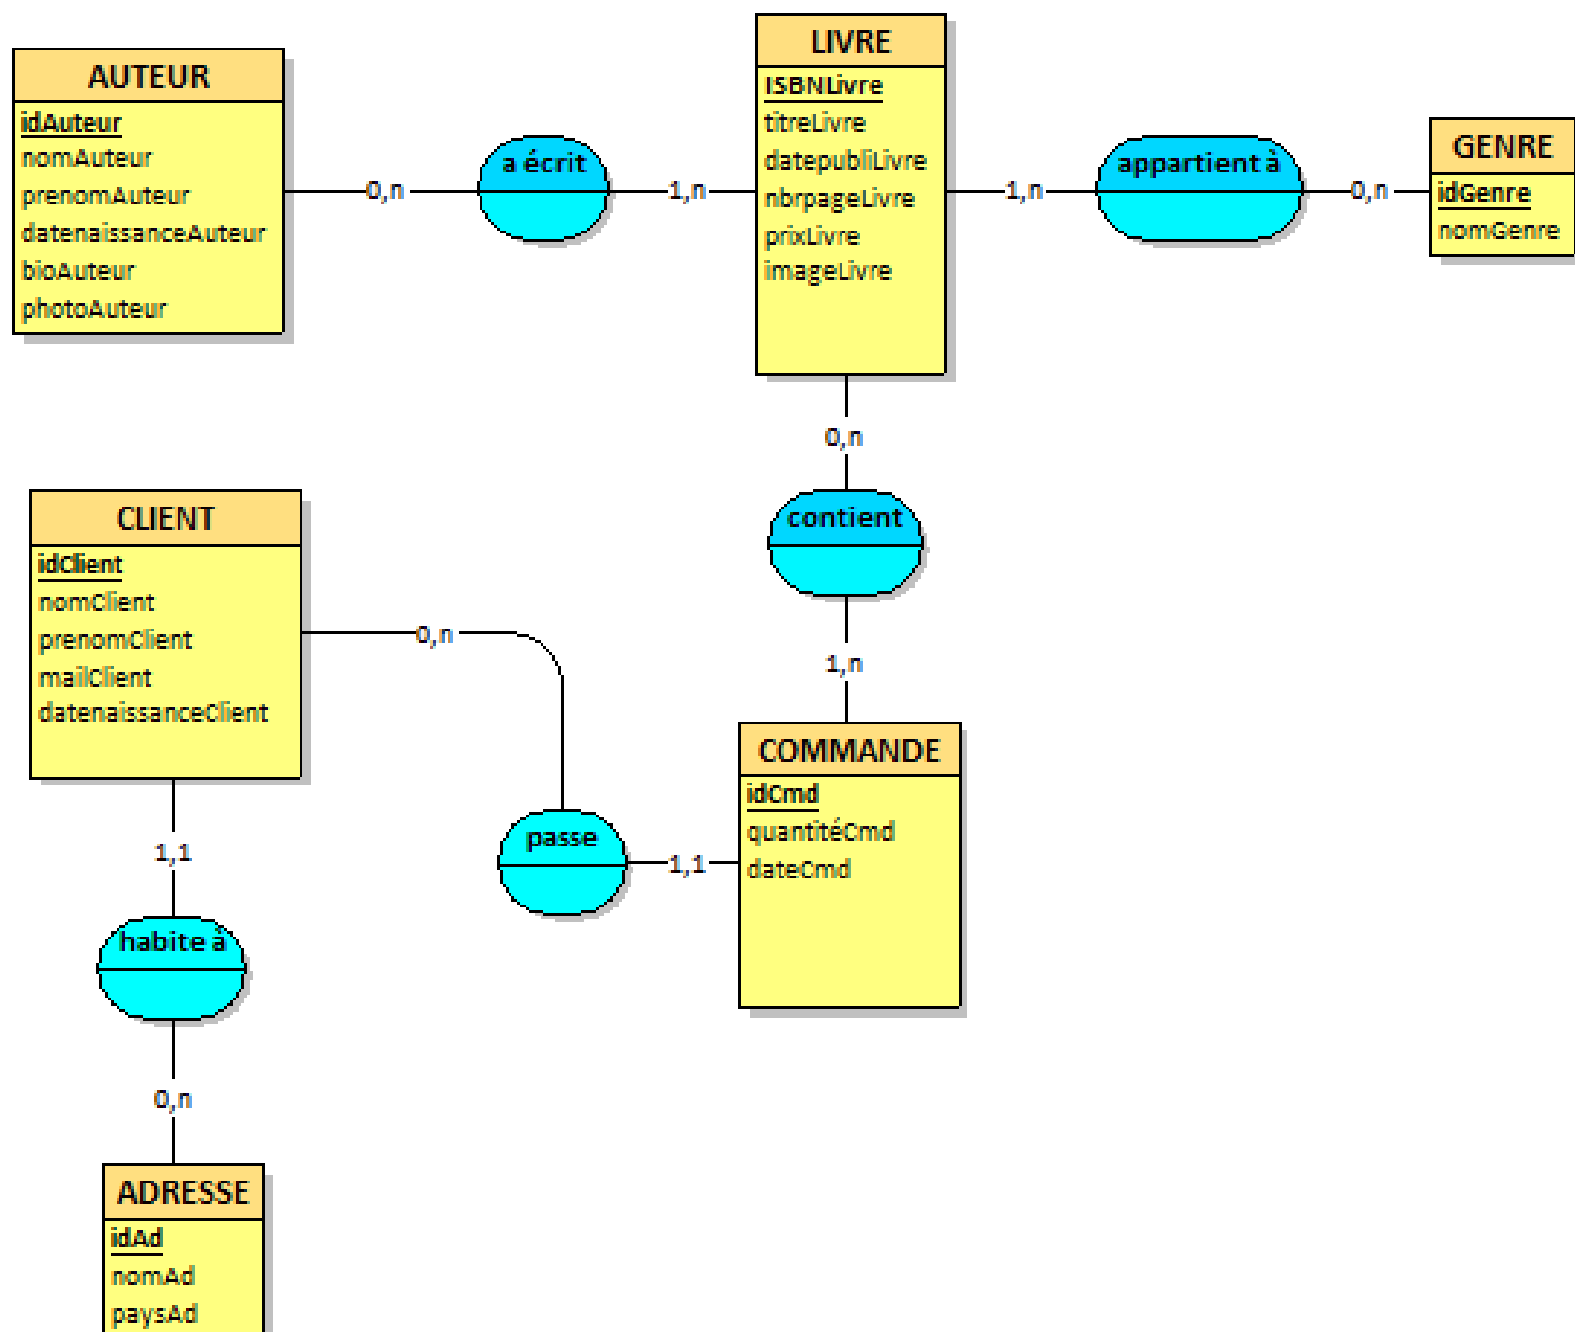 AUTEUR
idAuteur
nomAuteur
prenomAuteur
datenaissanceAuteur
bioAuteur
photoAuteur
0,n
a écrit
1,n
LIVRE
ISBNLivre
titreLivre
datepubliLivre
nbrpageLivre
prixLivre
imageLivre
1,n
appartient à
0,n
GENRE
idGenre
nomGenre
0,n
contient
1,n
CLIENT
idClient
nomClient
prenomClient
mailClient
datenaissanceClient
0,n
passe
1,1
COMMANDE
idCmd
quantitéCmd
dateCmd
1,1
habite à
0,n
ADRESSE
idAd
nomAd
paysAd